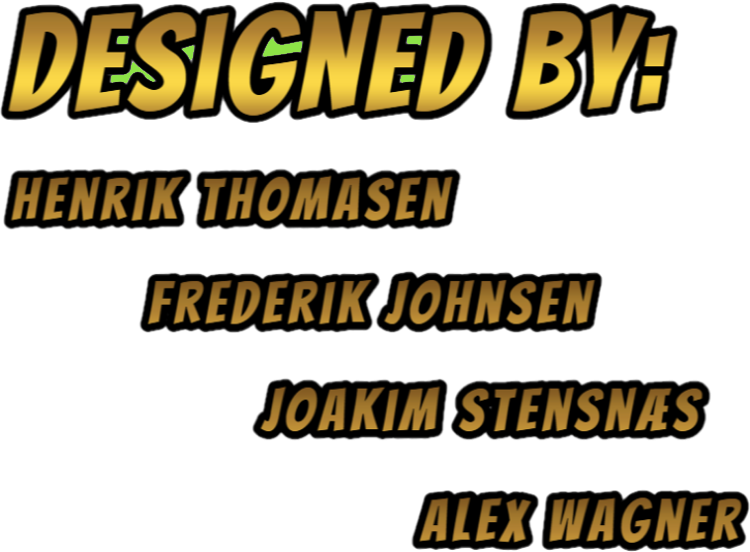 DESIGNED BY:
HENRIK THOMASEN
FREDERIK JOHNSEN
JOAKIM STENSNÆS
ALEX WAGNER